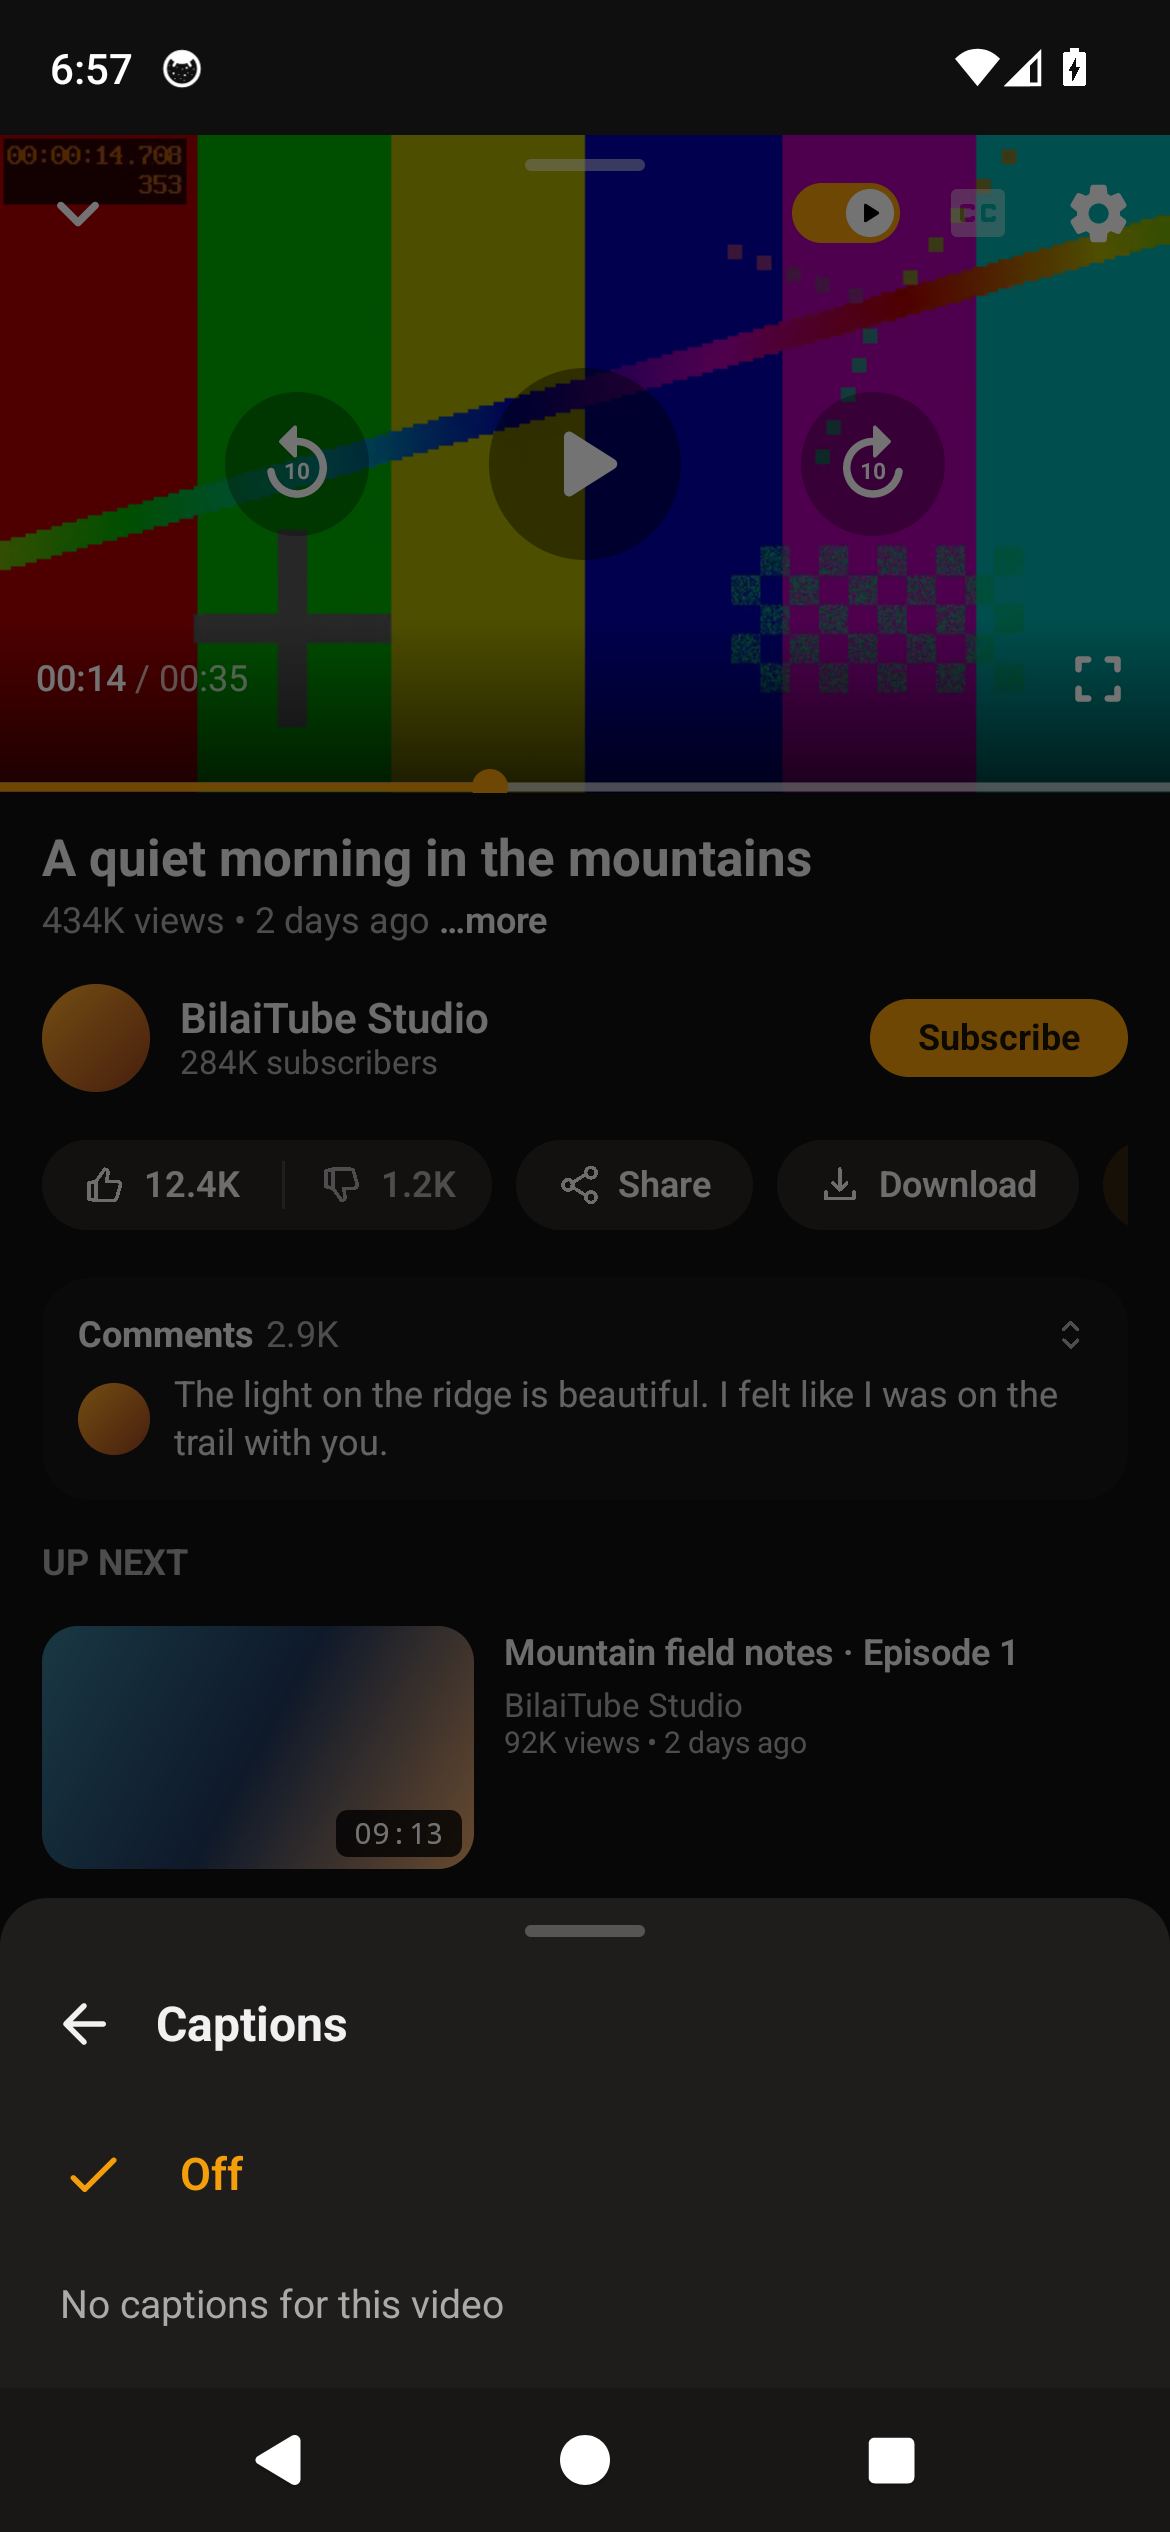 6:57
00:00:14.708
353
CC
10
10
00:14 / 00:35
A quiet morning in the mountains
434K views • 2 days ago ...more
BilaiTube Studio
284K subscribers
Subscribe
12.4K
1.2K
Share
Download
Comments 2.9K
The light on the ridge is beautiful. I felt like I was on the
trail with you.
UP NEXT
Mountain field notes · Episode 1
BilaiTube Studio
92K views • 2 days ago
09:13
Captions
Off
No captions for this video